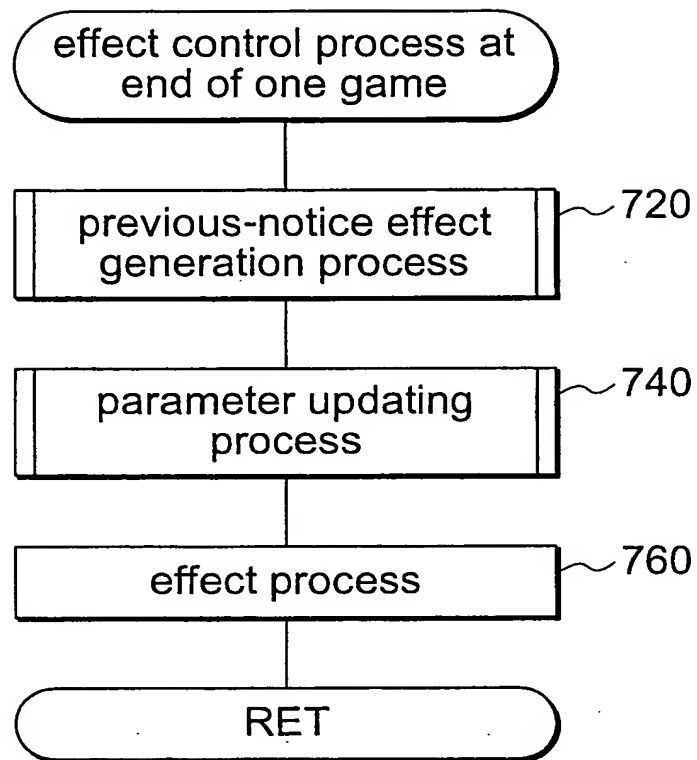 effect control process at
end of one game
previous-notice effect
generation process
720
parameter updating
process
740
effect process
760
RET